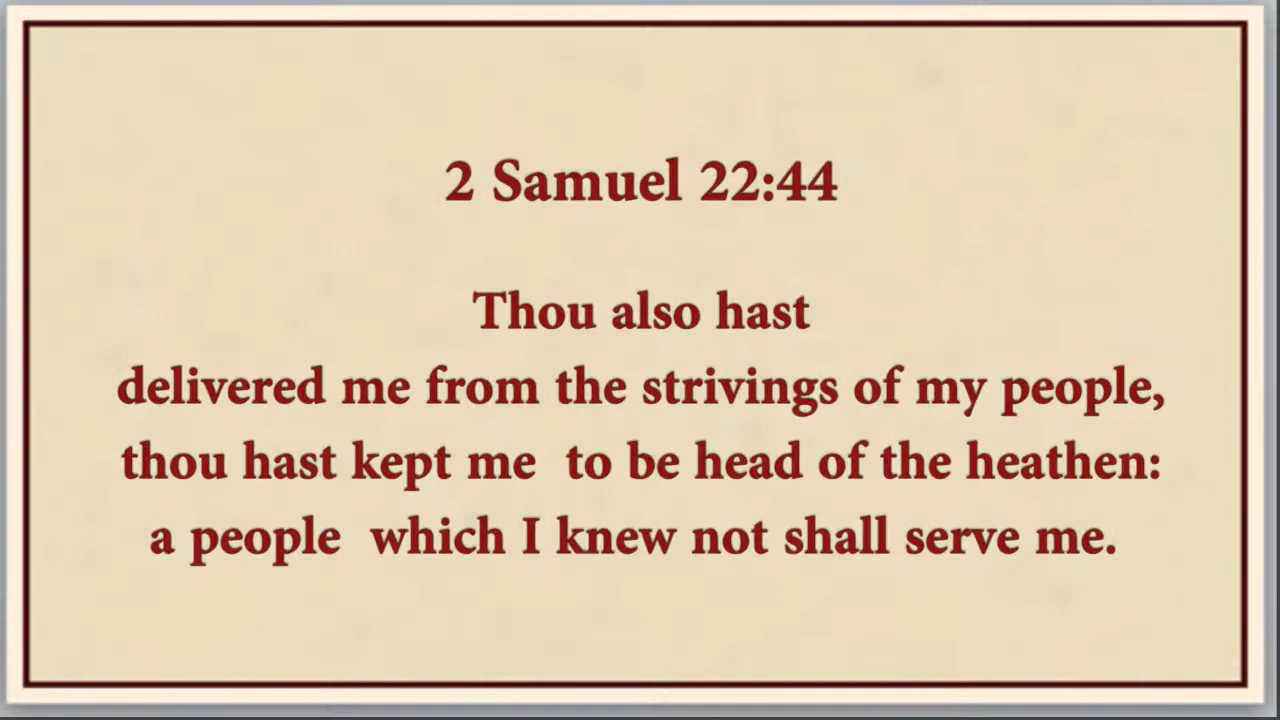 2 Samuel 22:44
Thou also hast
delivered me from the strivings of my people,
thou hast kept me  to be head of the heathen:
a people  which I knew not shall serve me.